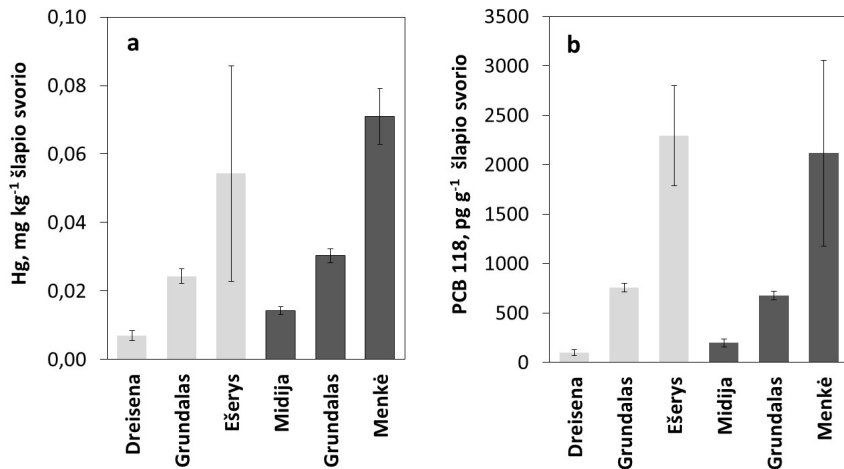 a
Hg, mg kg⁻¹ šlapio svorio
0,10
0,08
0,06
0,04
0,02
0,00
Dreisena
Grundalas
Ešerys
Midija
Grundalas
Menkė
b
PCB 118, pg g⁻¹ šlapio svorio
3500
3000
2500
2000
1500
1000
500
0
Dreisena
Grundalas
Ešerys
Midija
Grundalas
Menkė